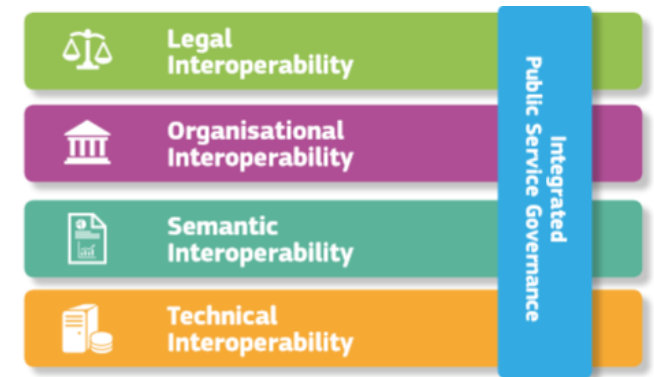 Legal
Interoperability
Organisational
Interoperability
Semantic
Interoperability
Technical
Interoperability
Integrated
Public Service Governance